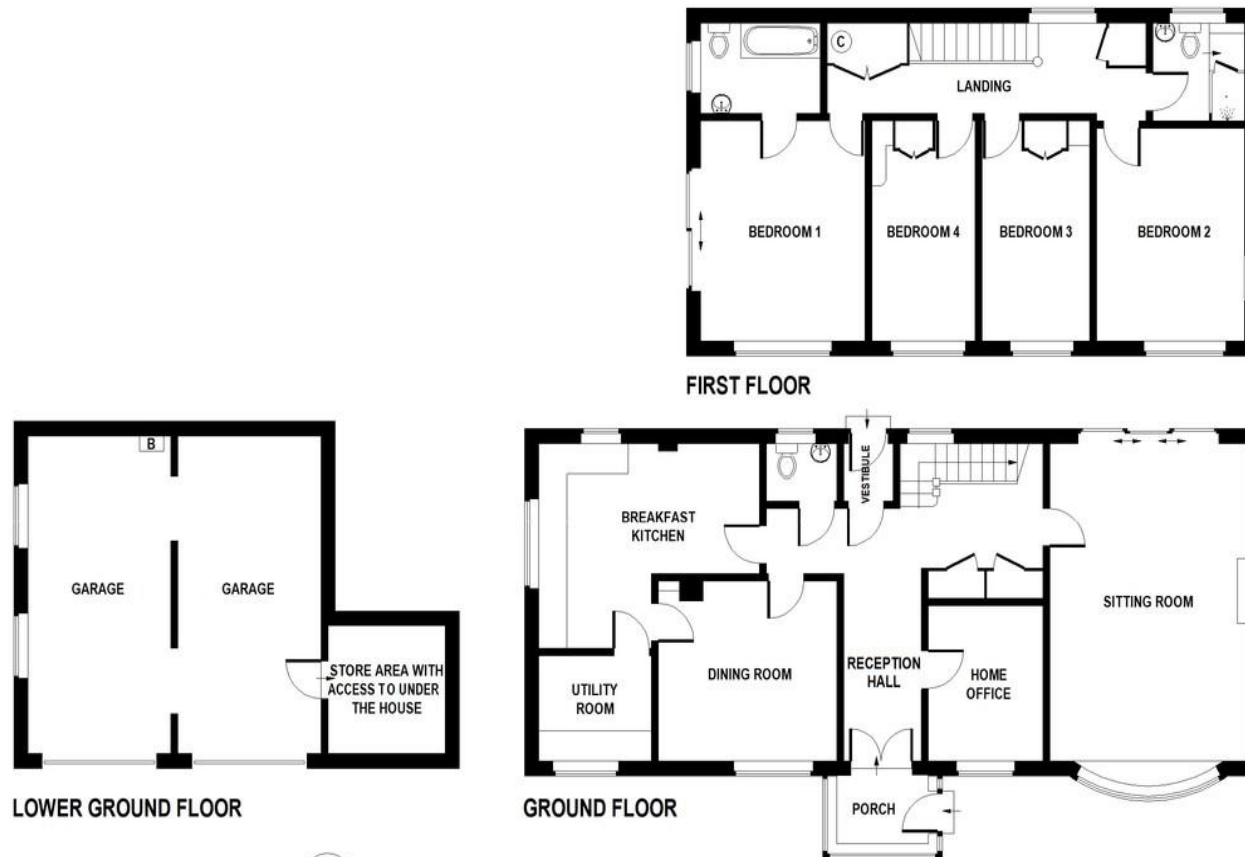 C
LANDING
BEDROOM 1
BEDROOM 4
BEDROOM 3
BEDROOM 2
FIRST FLOOR
B
GARAGE
GARAGE
STORE AREA WITH
ACCESS TO UNDER
THE HOUSE
LOWER GROUND FLOOR
VESTIBULE
BREAKFAST
KITCHEN
SITTING ROOM
DINING ROOM
RECEPTION
HALL
HOME
OFFICE
UTILITY
ROOM
PORCH
GROUND FLOOR